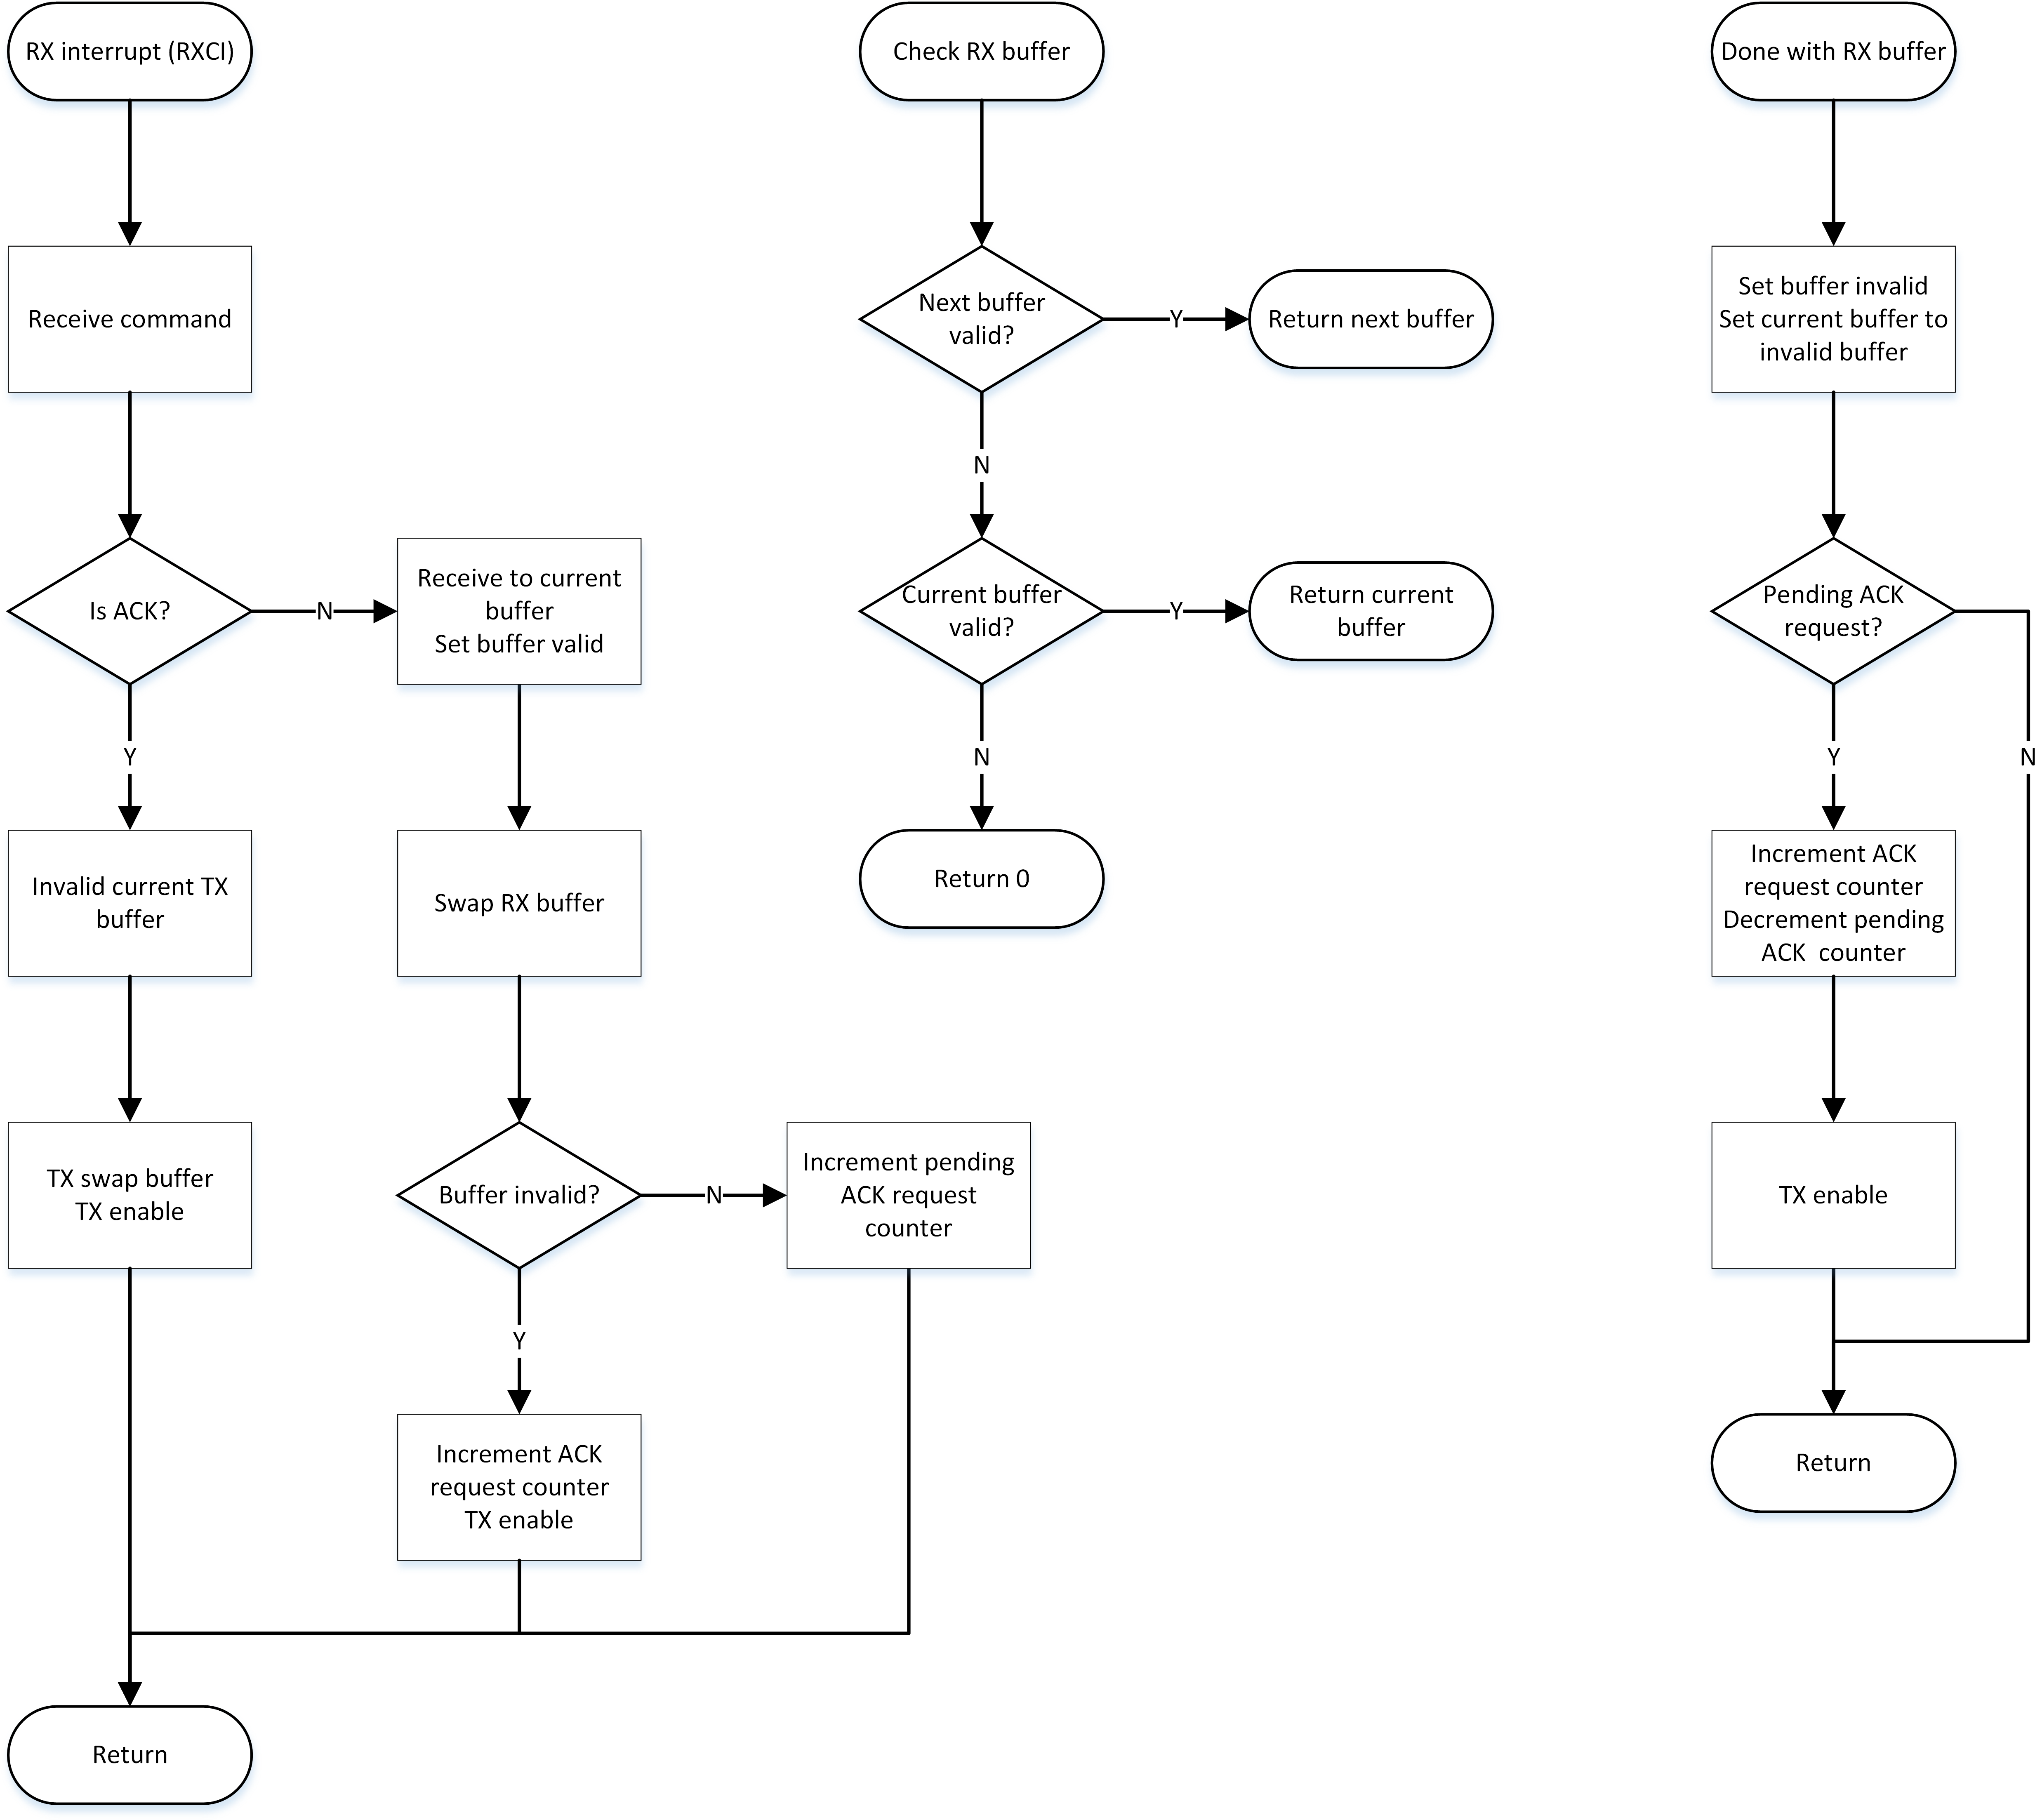 RX interrupt (RXCI)
Receive command
Is ACK?
N
Receive to current
buffer
Set buffer valid
Y
Invalid current TX
buffer
Swap RX buffer
TX swap buffer
TX enable
Buffer invalid?
N
Increment pending
ACK request
counter
Y
Increment ACK
request counter
TX enable
Return
Check RX buffer
Next buffer
valid?
Y
Return next buffer
N
Current buffer
valid?
Y
Return current
buffer
N
Return 0
Done with RX buffer
Set buffer invalid
Set current buffer to
invalid buffer
Pending ACK
request?
Y
N
Increment ACK
request counter
Decrement pending
ACK  counter
TX enable
Return